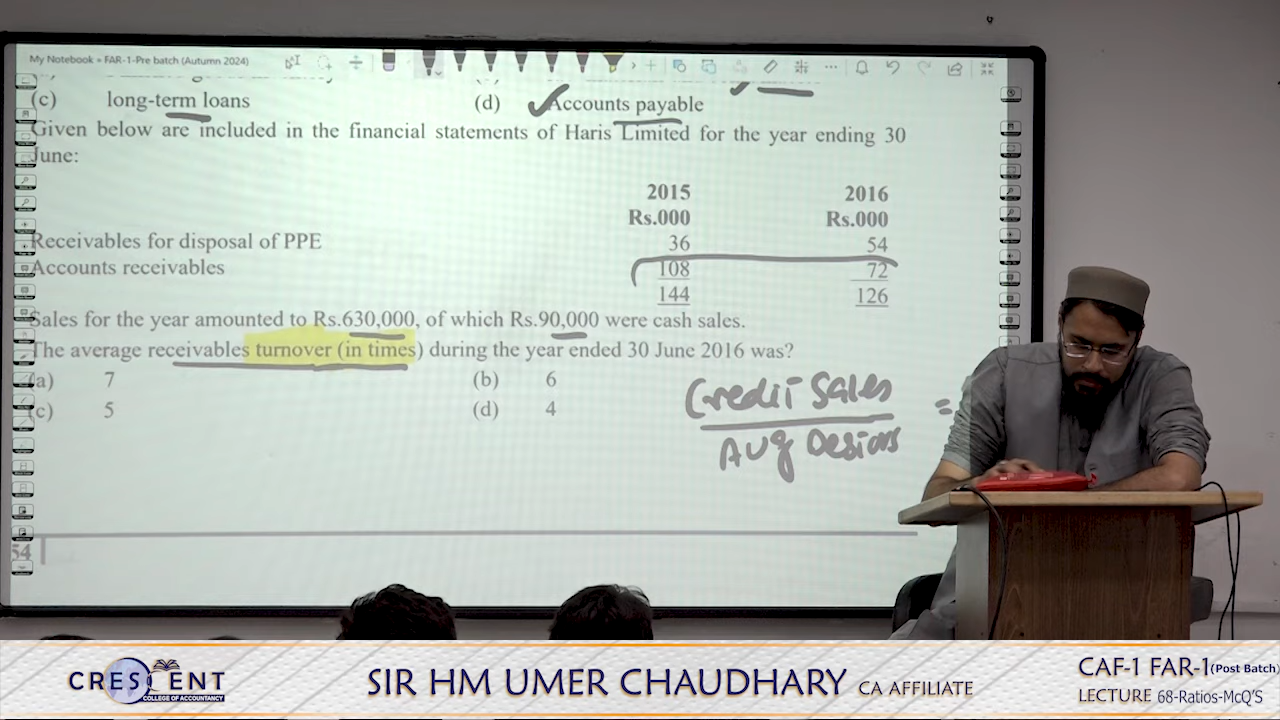 My Notebook » FAR-1-Pre batch (Autumn 2024)
(c) long-term loans (d) Accounts payable
Given below are included in the financial statements of Haris Limited for the year ending 30
June:
2015 2016
Rs.000 Rs.000
Receivables for disposal of PPE 36 54
Accounts receivables 108 72
144 126
Sales for the year amounted to Rs.630,000, of which Rs.90,000 were cash sales.
The average receivables turnover (in times) during the year ended 30 June 2016 was?
(a) 7 (b) 6
(c) 5 (d) 4
Credit Sales =
Avg
54
CRESCENT
COLLEGE OF ACCOUNTANCY
SIR HM UMER CHAUDHARY CA AFFILIATE
CAF-1 FAR-1 (Post Batch)
LECTURE 68-Ratios-McQ'S